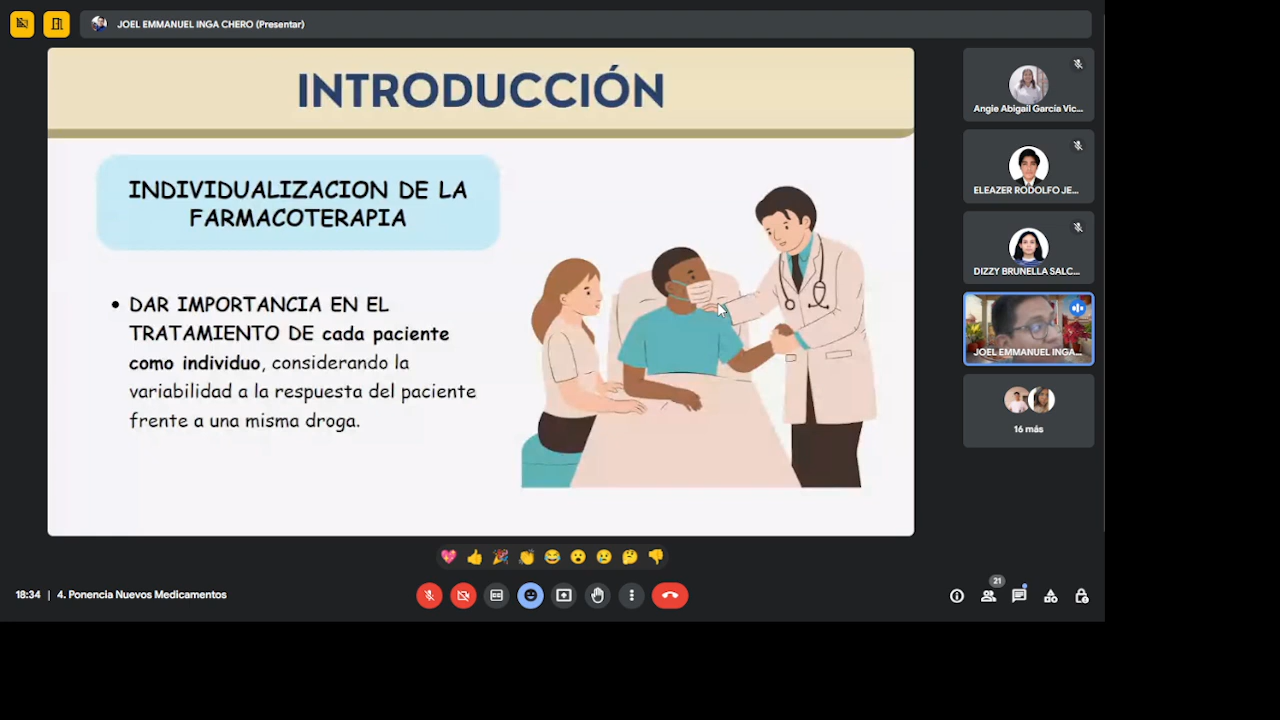 JOEL EMMANUEL INGA CHERO (Presentar)
INTRODUCCIÓN
INDIVIDUALIZACION DE LA
FARMACOTERAPIA
• DAR IMPORTANCIA EN EL
TRATAMIENTO DE cada paciente
como individuo, considerando la
variabilidad a la respuesta del paciente
frente a una misma droga.
Angie Abigail García Vic...
ELEAZER RODOLFO JE...
DIZZY BRUNELLA SALC...
JOEL EMMANUEL INGA...
16 más
18:34 | 4. Ponencia Nuevos Medicamentos
21